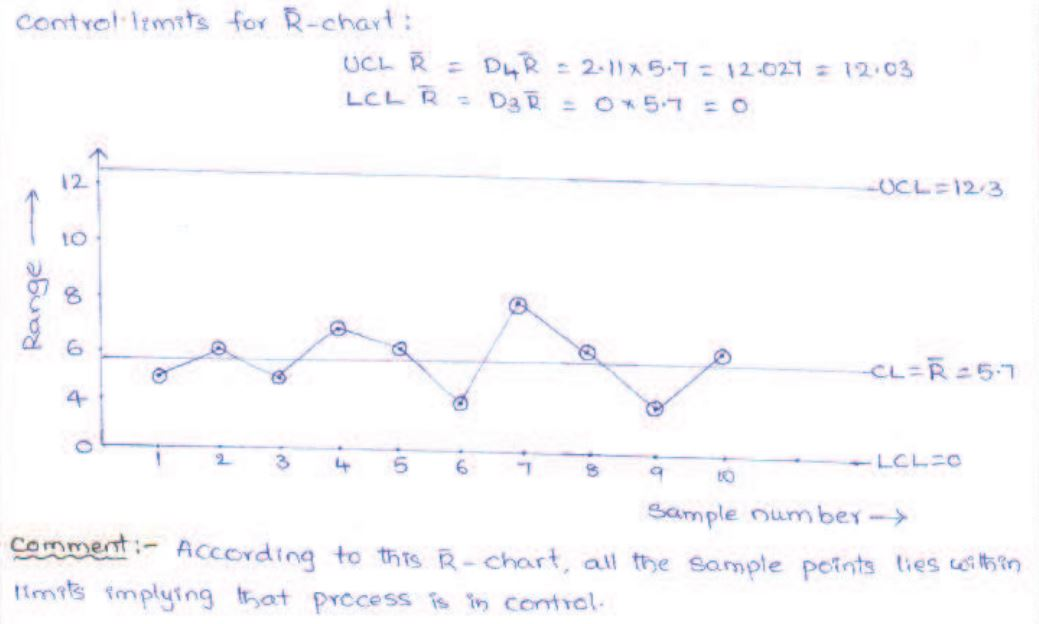 Control limits for R̄-chart:
UCL R̄ = D4R̄ = 2.11 x 5.7 = 12.027 = 12.03
LCL R̄ = D3R̄ = 0 x 5.7 = 0
12
UCL=12.3
10
8
6
CL=R̄=5.7
4
0
LCL=0
Range →
1 2 3 4 5 6 7 8 9 10
Sample number →
Comment:- According to this R̄-chart, all the sample points lies within
limits implying that process is in control.